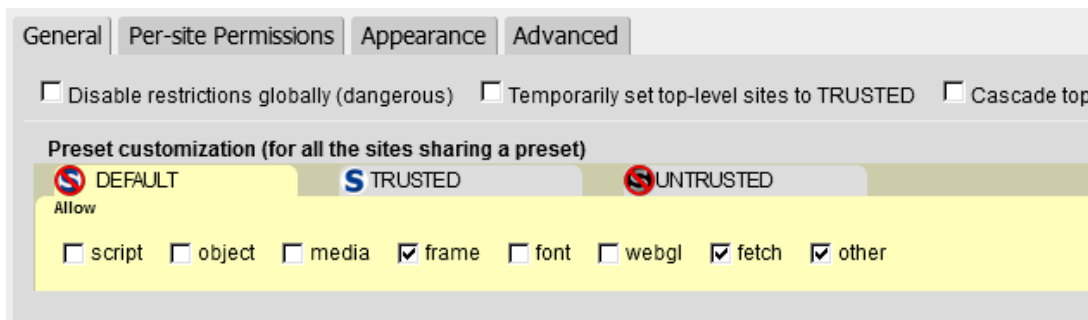 General Per-site Permissions Appearance Advanced
Disable restrictions globally (dangerous) Temporarily set top-level sites to TRUSTED Cascade top
Preset customization (for all the sites sharing a preset)
DEFAULT S TRUSTED UNTRUSTED
Allow
script object media frame font webgl fetch other